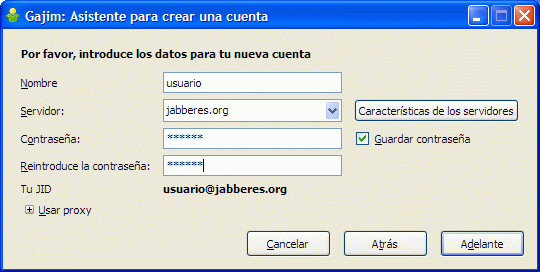 Gajim: Asistente para crear una cuenta
Por favor, introduce los datos para tu nueva cuenta
Nombre usuario
Servidor: jabberes.org Características de los servidores
Contraseña: ****** Guardar contraseña
Reintroduce la contraseña: ******
Tu JID usuario@jabberes.org
Usar proxy
Cancelar Atrás Adelante